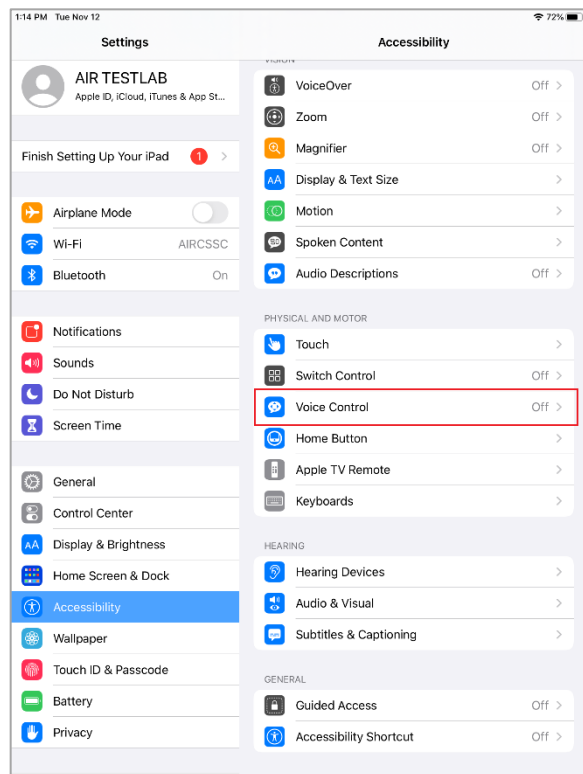 1:14 PM Tue Nov 12
72%
Settings
AIR TESTLAB
Apple ID, iCloud, iTunes & App St...
Finish Setting Up Your iPad 1
Airplane Mode
Wi-Fi AIRCSSC
Bluetooth On
Notifications
Sounds
Do Not Disturb
Screen Time
General
Control Center
AA Display & Brightness
Home Screen & Dock
Accessibility
Wallpaper
Touch ID & Passcode
Battery
Privacy
Accessibility
VISION
VoiceOver Off
Zoom Off
Magnifier Off
AA Display & Text Size
Motion
Spoken Content
Audio Descriptions Off
PHYSICAL AND MOTOR
Touch
Switch Control Off
Voice Control Off
Home Button
Apple TV Remote
Keyboards
HEARING
Hearing Devices
Audio & Visual
Subtitles & Captioning
GENERAL
Guided Access Off
Accessibility Shortcut Off